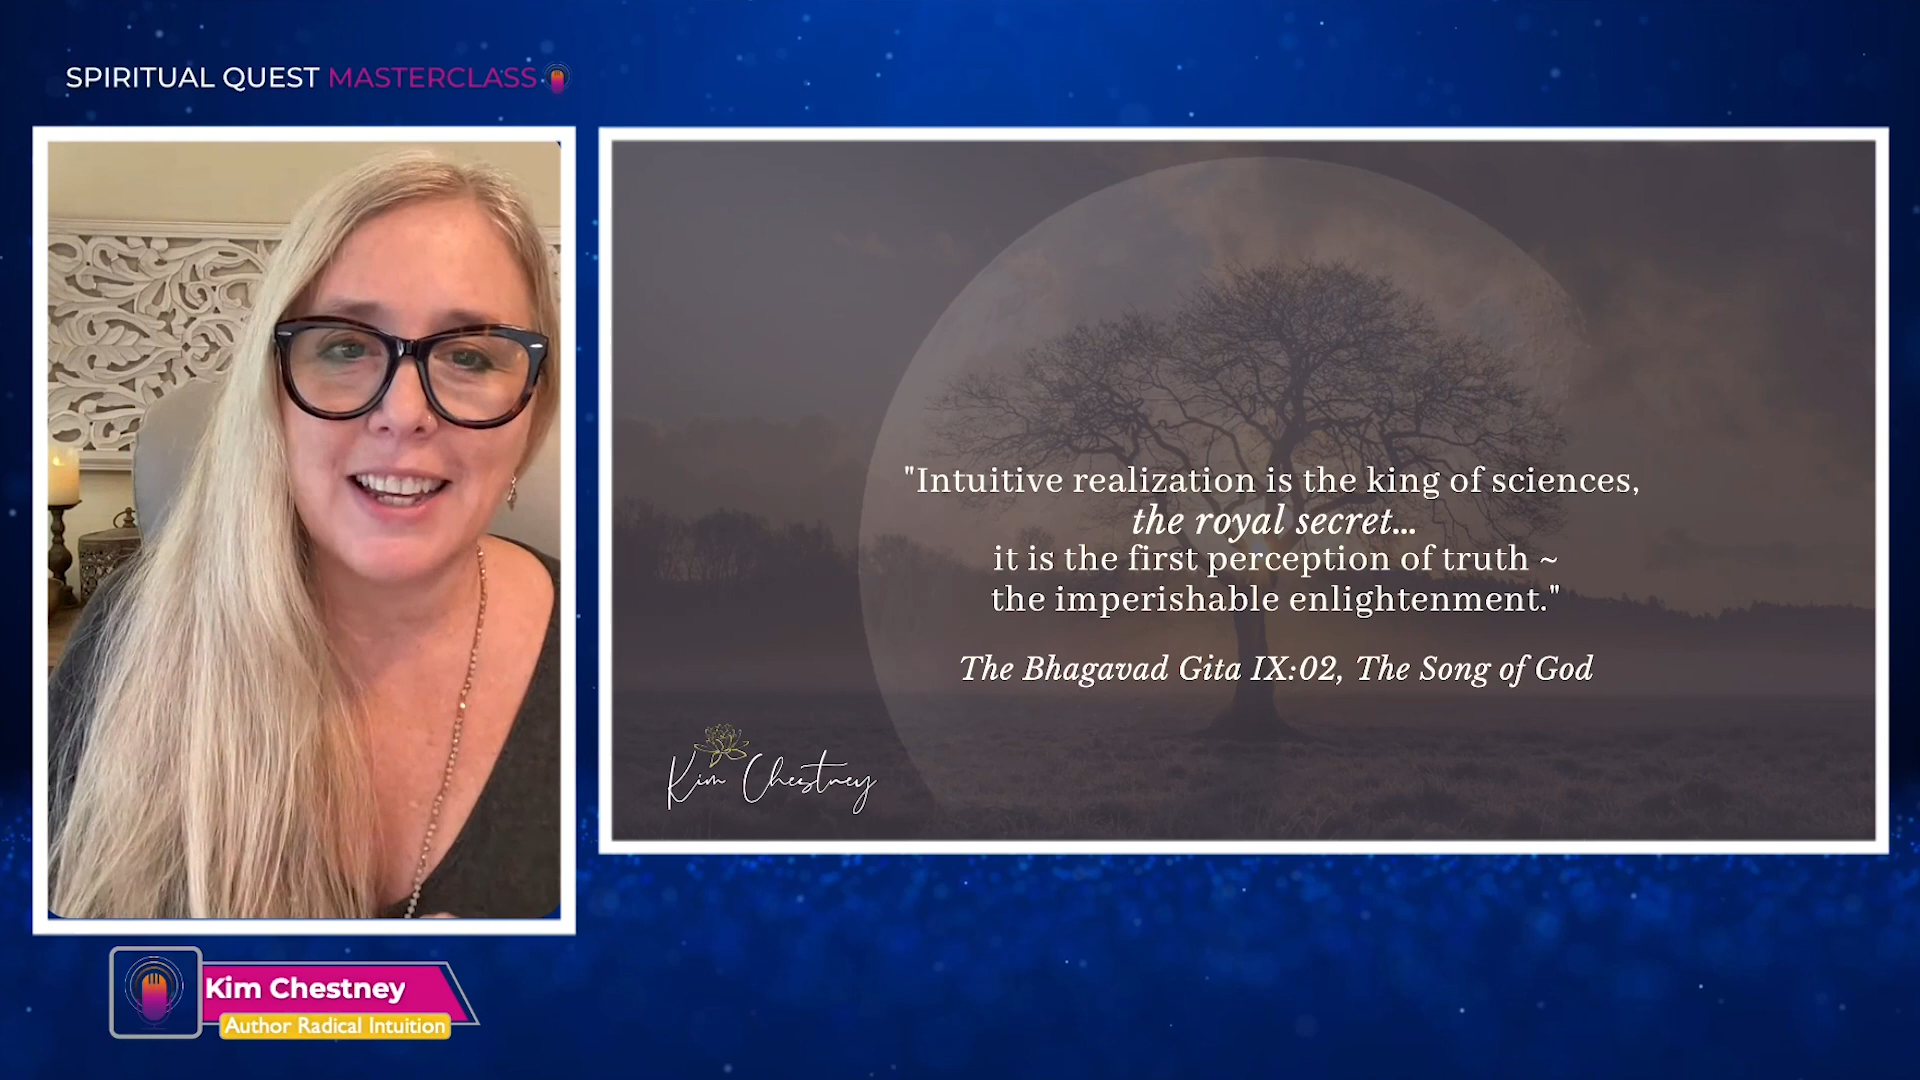 SPIRITUAL QUEST MASTERCLASS
"Intuitive realization is the king of sciences,
the royal secret...
it is the first perception of truth ~
the imperishable enlightenment."
The Bhagavad Gita IX:02, The Song of God
Kim Chestney
Kim Chestney
Author Radical Intuition